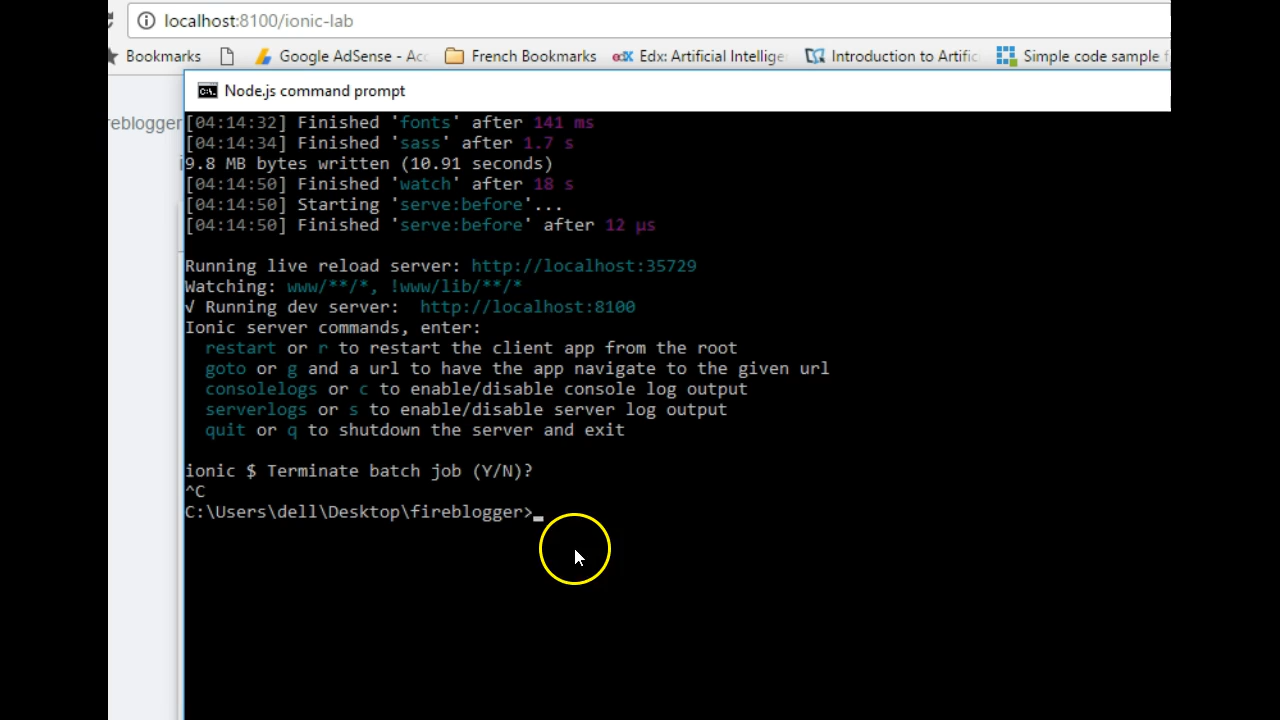 localhost:8100/ionic-lab
Bookmarks Google AdSense - Acc French Bookmarks edX Edx: Artificial Intellige Introduction to Artific Simple code sample f
Node.js command prompt
reblogger
[04:14:32] Finished 'fonts' after 141 ms
[04:14:34] Finished 'sass' after 1.7 s
9.8 MB bytes written (10.91 seconds)
[04:14:50] Finished 'watch' after 18 s
[04:14:50] Starting 'serve:before'...
[04:14:50] Finished 'serve:before' after 12 μs
Running live reload server: http://localhost:35729
Watching: www/**/*, !www/lib/**/*
√ Running dev server:  http://localhost:8100
Ionic server commands, enter:
restart or r to restart the client app from the root
goto or g and a url to have the app navigate to the given url
consolelogs or c to enable/disable console log output
serverlogs or s to enable/disable server log output
quit or q to shutdown the server and exit
ionic $ Terminate batch job (Y/N)?
^C
C:\Users\dell\Desktop\fireblogger>_